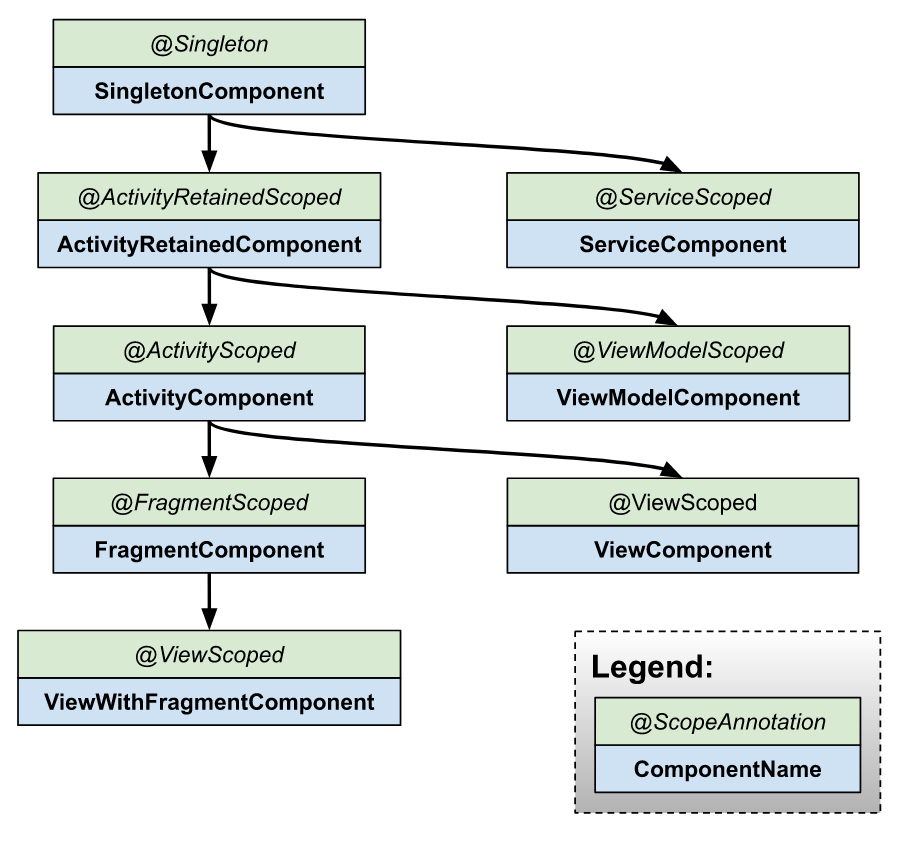 @Singleton
SingletonComponent
@ActivityRetainedScoped
ActivityRetainedComponent
@ServiceScoped
ServiceComponent
@ActivityScoped
ActivityComponent
@ViewModelScoped
ViewModelComponent
@FragmentScoped
FragmentComponent
@ViewScoped
ViewComponent
@ViewScoped
ViewWithFragmentComponent
Legend:
@ScopeAnnotation
ComponentName